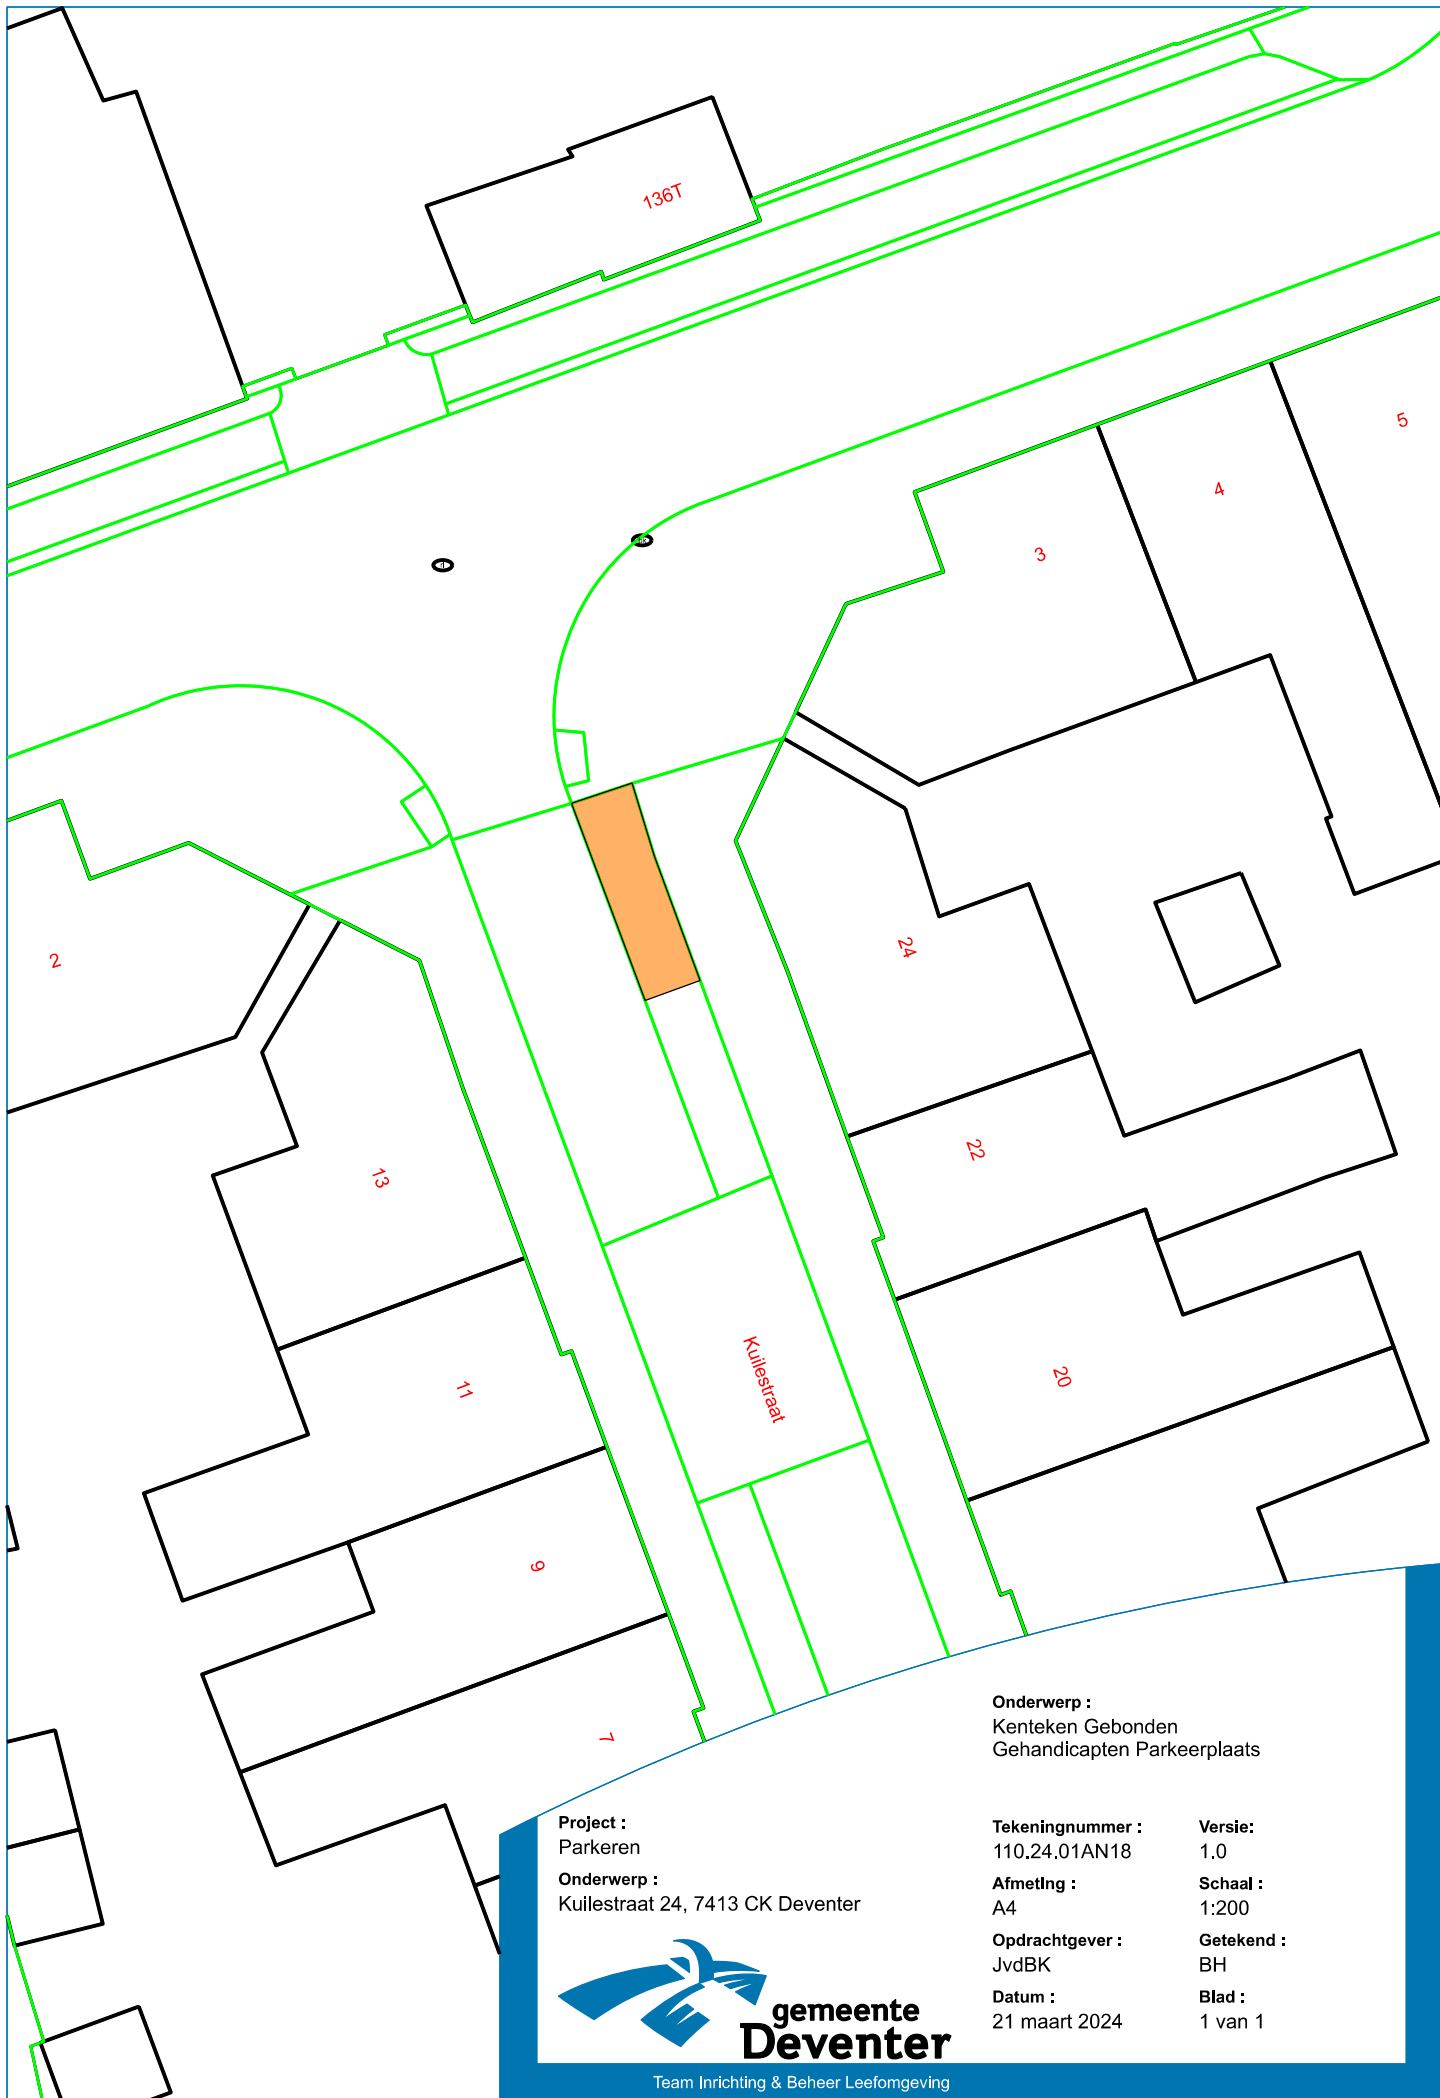 136T
5
4
3
2
24
22
13
20
Kuilestraat
11
9
7
Onderwerp :
Kenteken Gebonden
Gehandicapten Parkeerplaats
Project :
Parkeren
Onderwerp :
Kuilestraat 24, 7413 CK Deventer
Tekeningnummer :
110.24.01AN18
Versie:
1.0
Afmeting :
A4
Schaal :
1:200
Opdrachtgever :
JvdBK
Getekend :
BH
Datum :
21 maart 2024
Blad :
1 van 1
gemeente
Deventer
Team Inrichting & Beheer Leefomgeving